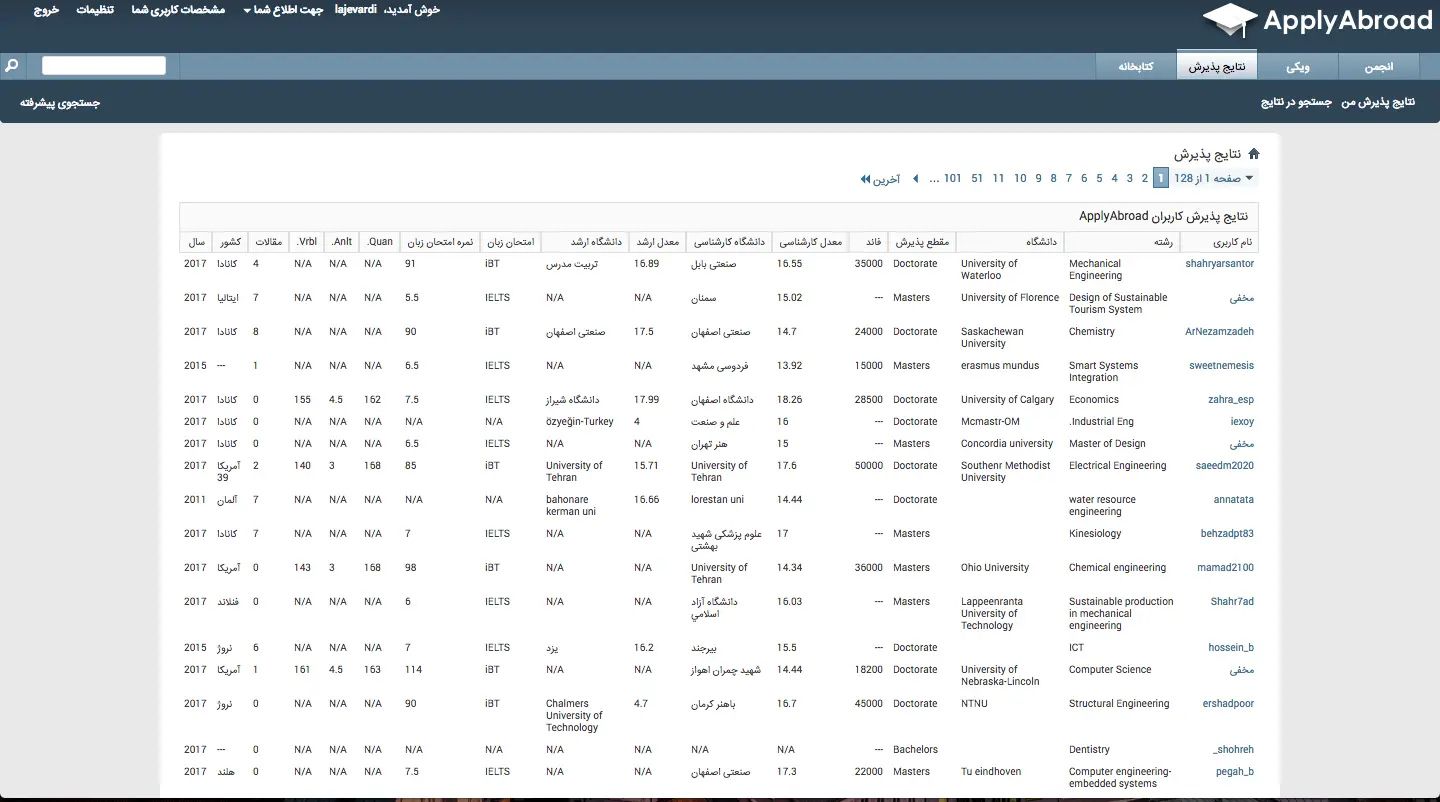 ApplyAbroad
خوش آمدید، lajevardi جهت اطلاع شما مشخصات کاربری شما تنظیمات خروج
انجمن ویکی نتایج پذیرش کتابخانه
نتایج پذیرش من جستجو در نتایج جستجوی پیشرفته
نتایج پذیرش
صفحه 1 از 128 1 2 3 4 5 6 7 8 9 10 11 51 101 ... آخرین
نتایج پذیرش کاربران ApplyAbroad
نام کاربری رشته دانشگاه مقطع پذیرش فاند معدل کارشناسی دانشگاه کارشناسی معدل ارشد دانشگاه ارشد امتحان زبان نمره امتحان زبان Quan. Anlt. Vrbl. مقالات کشور سال
shahryarsantor Mechanical Engineering University of Waterloo Doctorate 35000 16.55 صنعتی بابل 16.89 تربیت مدرس iBT 91 N/A N/A N/A 4 کانادا 2017
مخفی Design of Sustainable Tourism System University of Florence Masters --- 15.02 سمنان N/A N/A IELTS 5.5 N/A N/A N/A 7 ایتالیا 2017
ArNezamzadeh Chemistry Saskachewan University Doctorate 24000 14.7 صنعتی اصفهان 17.5 صنعتی اصفهان iBT 90 N/A N/A N/A 8 کانادا 2017
sweetnemesis Smart Systems Integration erasmus mundus Masters 15000 13.92 فردوسی مشهد N/A N/A IELTS 6.5 N/A N/A N/A 1 --- 2015
zahra_esp Economics University of Calgary Doctorate 28500 18.26 دانشگاه اصفهان 17.99 دانشگاه شیراز IELTS 7.5 162 4.5 155 0 کانادا 2017
iexoy Industrial Eng. Mcmastr-OM Doctorate --- 16 علم و صنعت 4 özyeğin-Turkey N/A N/A N/A N/A N/A 0 کانادا 2017
مخفی Master of Design Concordia university Masters --- 15 هنر تهران N/A N/A IELTS 6.5 N/A N/A N/A 0 کانادا 2017
saeedm2020 Electrical Engineering Southenr Methodist University Doctorate 50000 17.6 University of Tehran 15.71 University of Tehran iBT 85 168 3 140 2 آمریکا 39 2017
annatata water resource engineering Doctorate --- 14.44 lorestan uni 16.66 bahonare kerman uni N/A N/A N/A N/A N/A 7 آلمان 2011
behzadpt83 Kinesiology Masters --- 17 علوم پزشکی شهید بهشتی N/A N/A IELTS 7 N/A N/A N/A 7 کانادا 2017
mamad2100 Chemical engineering Ohio University Masters 36000 14.34 University of Tehran N/A N/A iBT 98 168 3 143 0 آمریکا 2017
Shahr7ad Sustainable production in mechanical engineering Lappeenranta University of Technology Masters --- 16.03 دانشگاه آزاد اسلامي N/A N/A IELTS 6 N/A N/A N/A 0 فنلاند 2017
hossein_b ICT Doctorate --- 15.5 بیرجند 16.2 یزد IELTS 7 N/A N/A N/A 6 نروژ 2015
مخفی Computer Science University of Nebraska-Lincoln Doctorate 18200 14.44 شهید چمران اهواز N/A N/A iBT 114 163 4.5 161 1 آمریکا 2017
ershadpoor Structural Engineering NTNU Doctorate 45000 16.7 باهنر کرمان 4.7 Chalmers University of Technology iBT 90 N/A N/A N/A 0 نروژ 2017
shohreh_ Dentistry Bachelors --- N/A N/A N/A N/A N/A N/A N/A N/A N/A 0 --- 2017
pegah_b Computer engineering-embedded systems Tu eindhoven Masters 22000 17.3 صنعتی اصفهان N/A N/A IELTS 7.5 N/A N/A N/A 0 هلند 2017